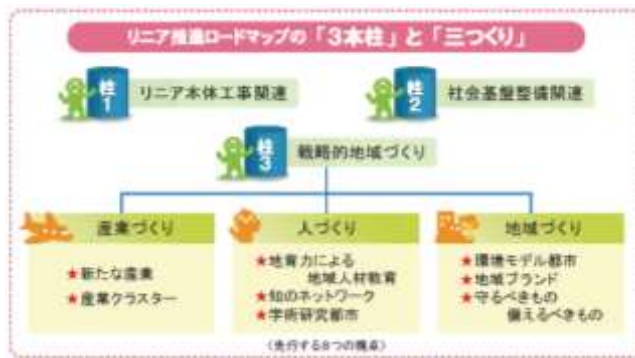 リニア推進ロードマップの「3本柱」と「三つくり」
柱1
リニア本体工事関連
柱2
社会基盤整備関連
柱3
戦略的地域づくり
産業づくり
★新たな産業
★産業クラスター
人づくり
★地育力による
地域人材教育
★知のネットワーク
★学術研究都市
地域づくり
★環境モデル都市
★地域ブランド
★守るべきもの
備えるべきもの
(先行する8つの視点)